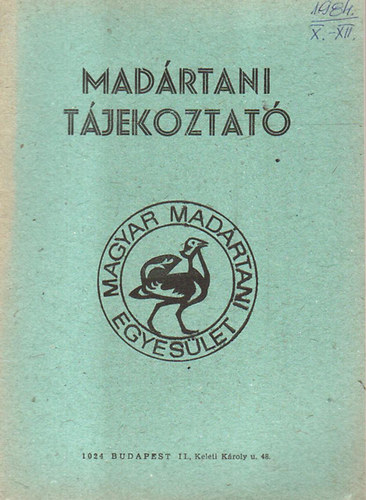 1984.
X.-XII.
MADÁRTANI
TÁJEKOZTATÓ
MAGYAR MADÁRTANI
EGYESÜLET
1024 BUDAPEST II., Keleti Károly u. 48.